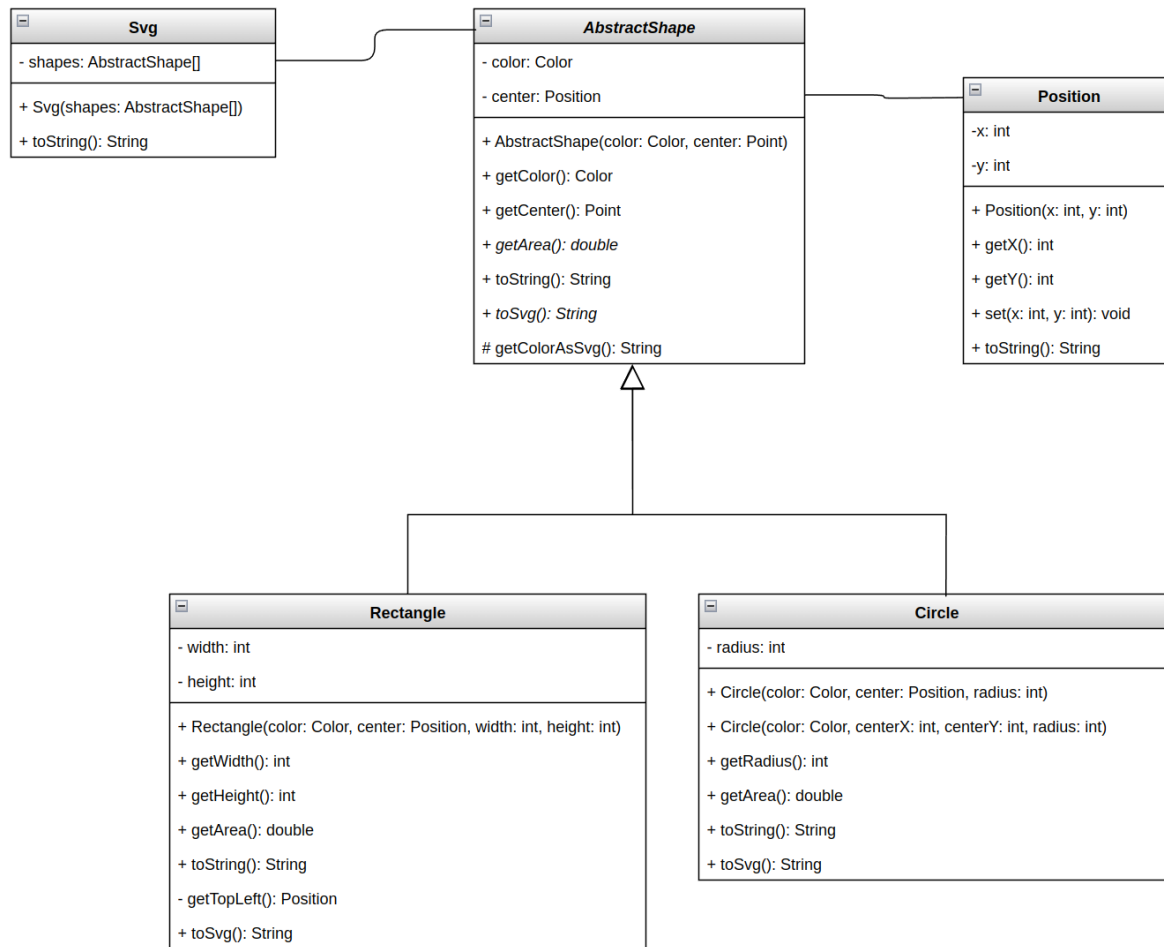 Svg
- shapes: AbstractShape[]
+ Svg(shapes: AbstractShape[])
+ toString(): String
AbstractShape
- color: Color
- center: Position
+ AbstractShape(color: Color, center: Point)
+ getColor(): Color
+ getCenter(): Point
+ getArea(): double
+ toString(): String
+ toSvg(): String
# getColorAsSvg(): String
Position
-x: int
-y: int
+ Position(x: int, y: int)
+ getX(): int
+ getY(): int
+ set(x: int, y: int): void
+ toString(): String
Rectangle
- width: int
- height: int
+ Rectangle(color: Color, center: Position, width: int, height: int)
+ getWidth(): int
+ getHeight(): int
+ getArea(): double
+ toString(): String
- getTopLeft(): Position
+ toSvg(): String
Circle
- radius: int
+ Circle(color: Color, center: Position, radius: int)
+ Circle(color: Color, centerX: int, centerY: int, radius: int)
+ getRadius(): int
+ getArea(): double
+ toString(): String
+ toSvg(): String